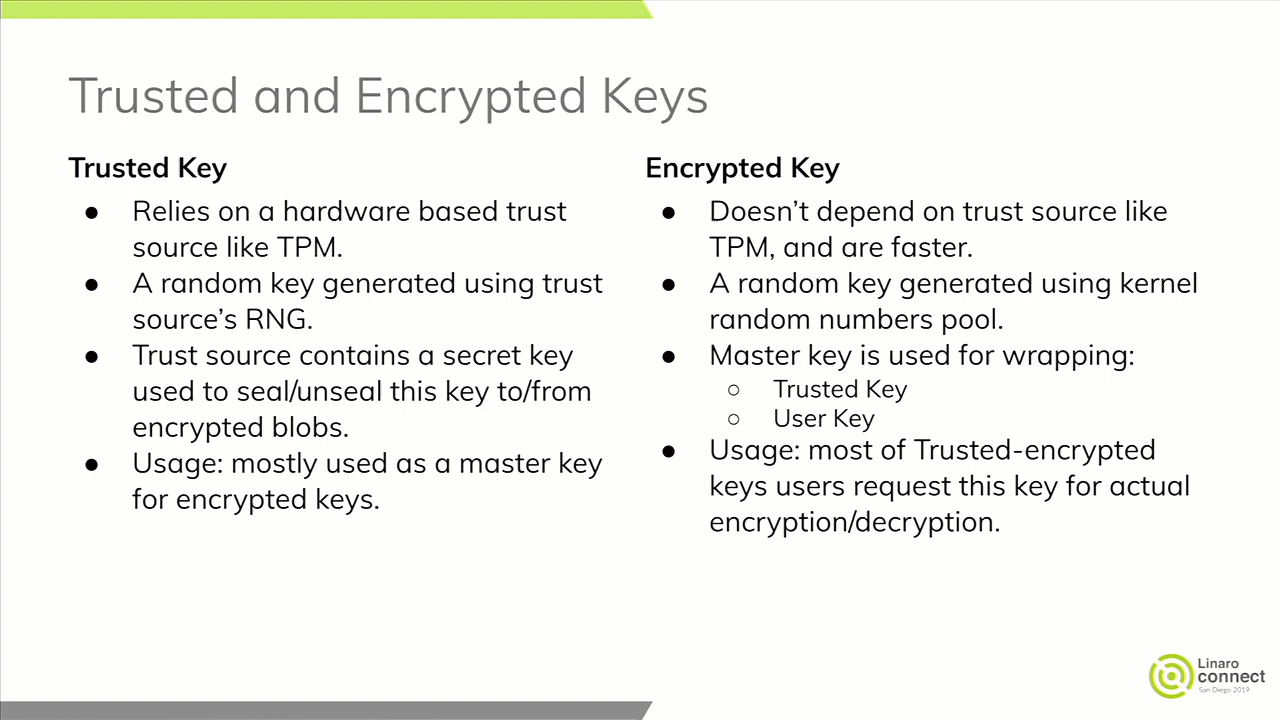 Trusted and Encrypted Keys
Trusted Key
● Relies on a hardware based trust
source like TPM.
● A random key generated using trust
source’s RNG.
● Trust source contains a secret key
used to seal/unseal this key to/from
encrypted blobs.
● Usage: mostly used as a master key
for encrypted keys.
Encrypted Key
● Doesn’t depend on trust source like
TPM, and are faster.
● A random key generated using kernel
random numbers pool.
● Master key is used for wrapping:
○ Trusted Key
○ User Key
● Usage: most of Trusted-encrypted
keys users request this key for actual
encryption/decryption.
Linaro
connect
San Diego 2019